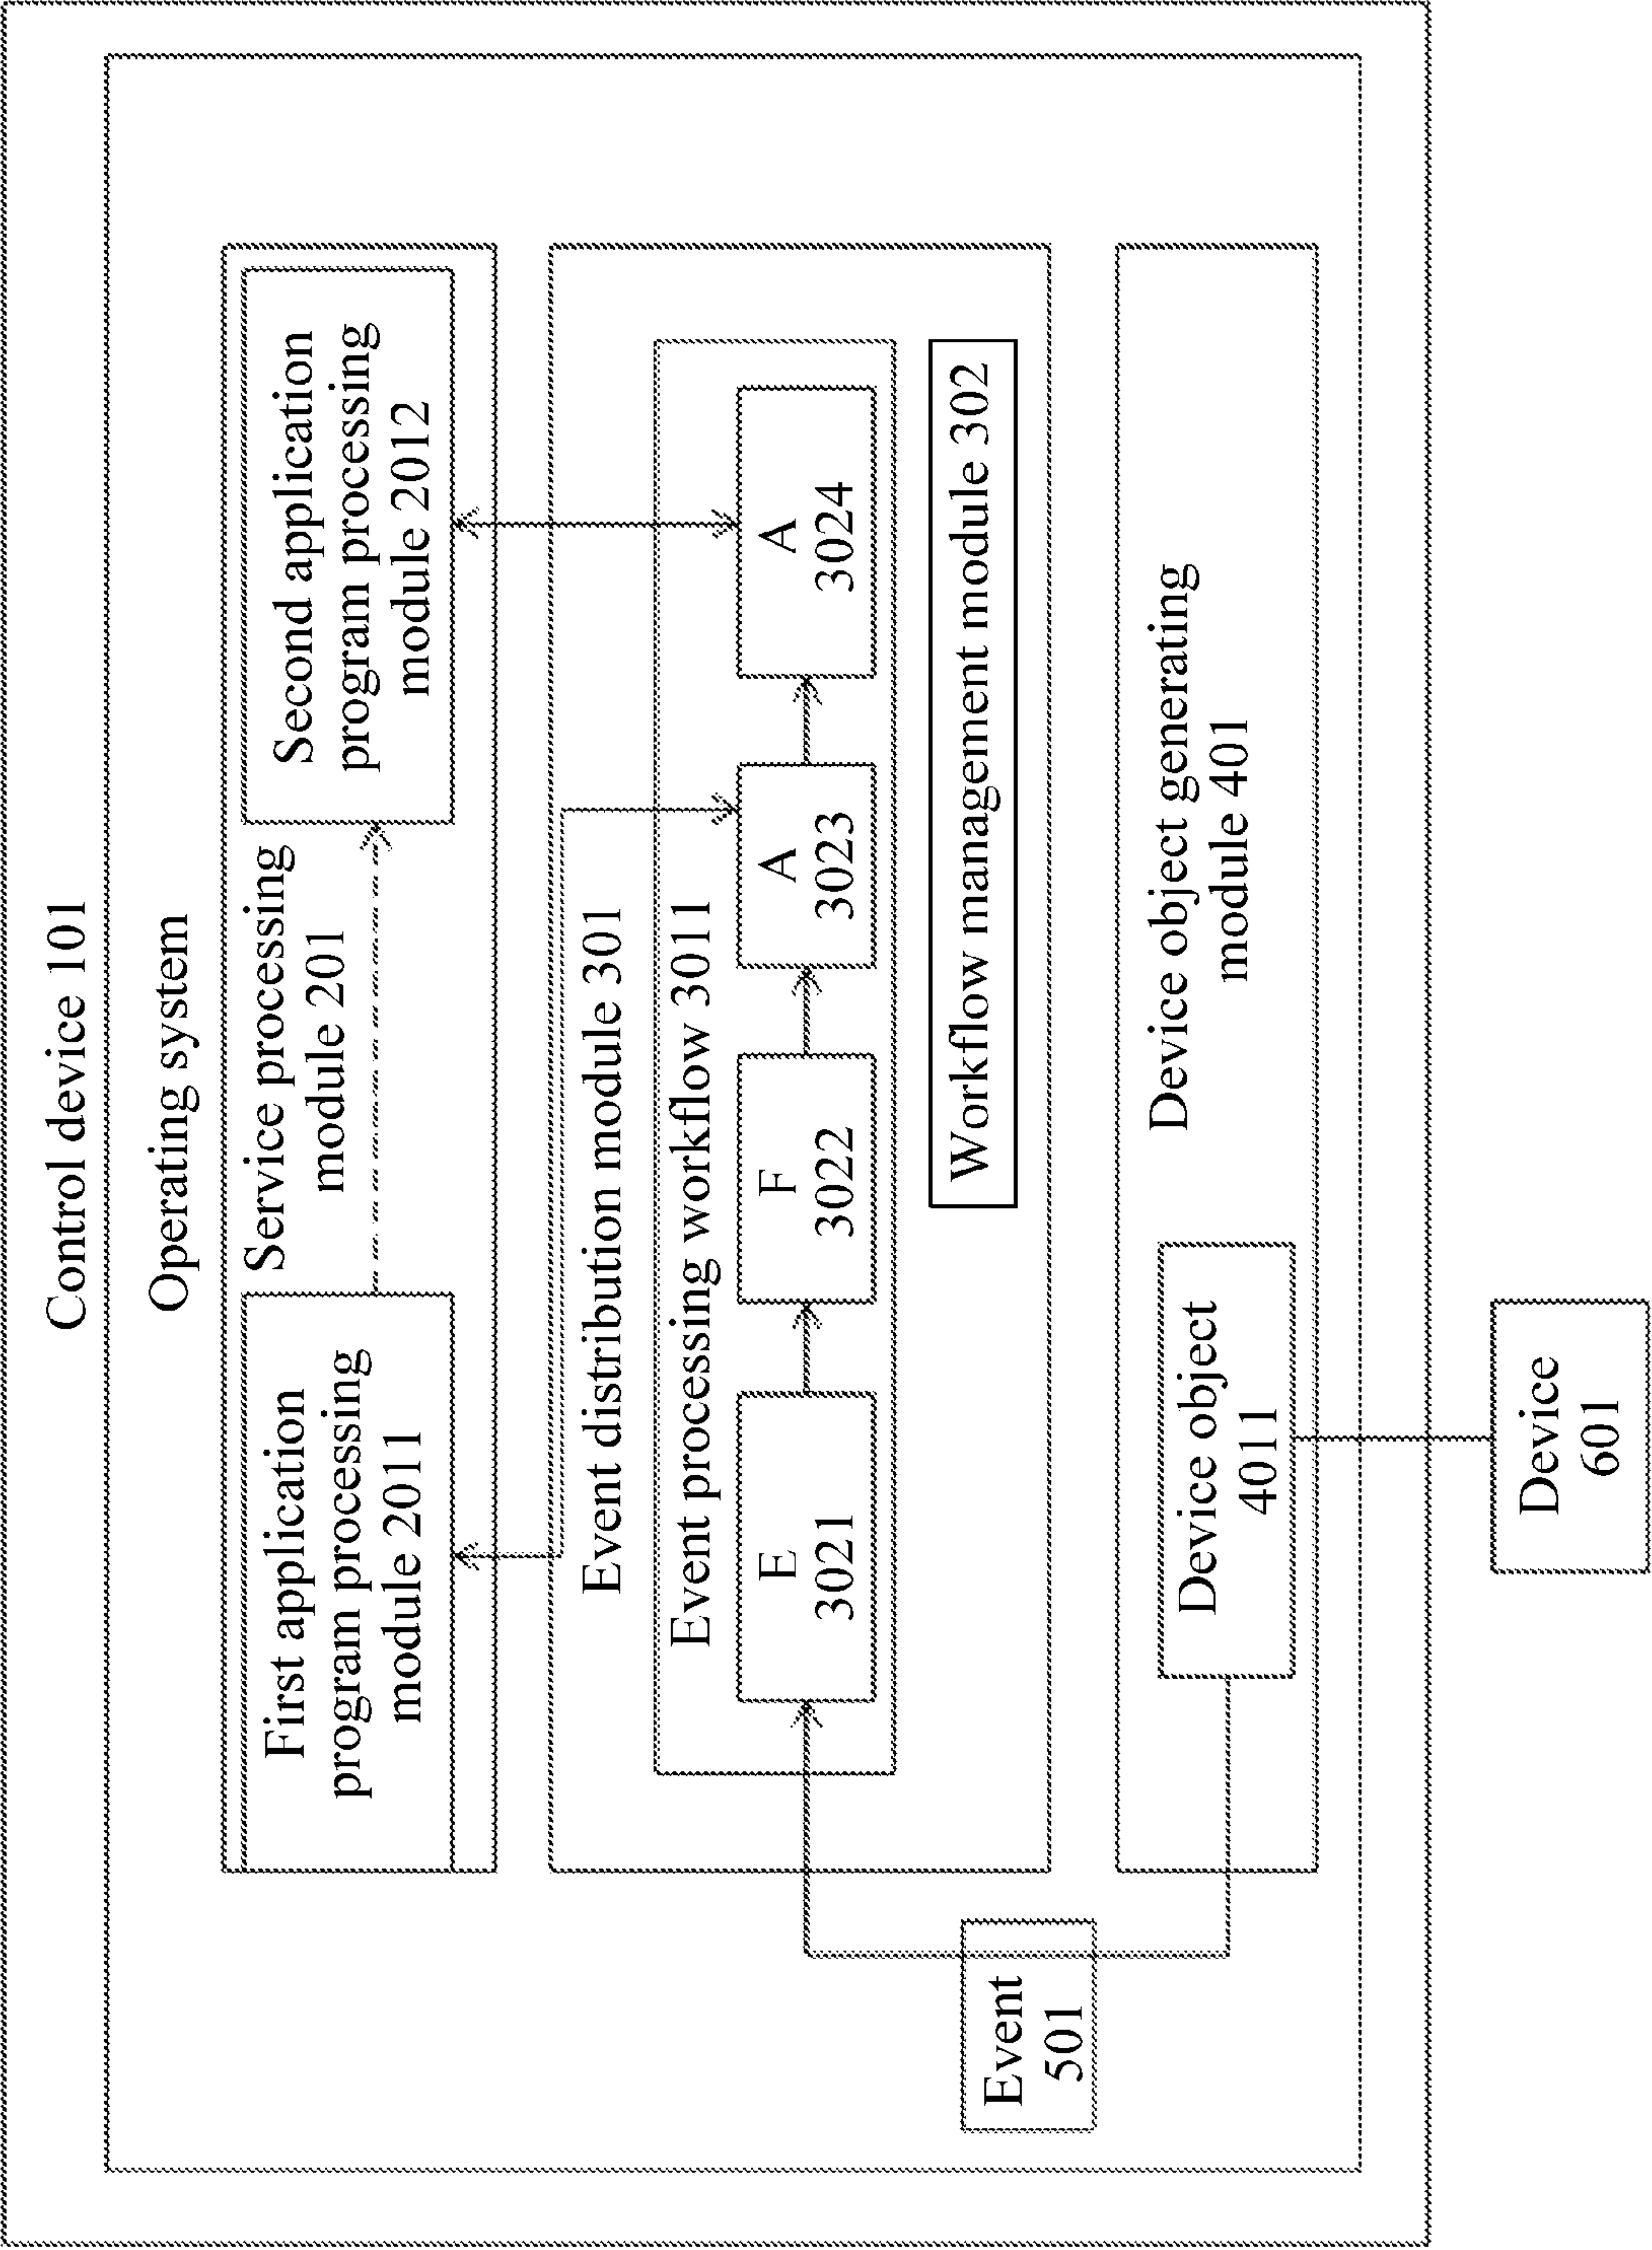 Control device 101
Operating system
First application
program processing
module 2011
Service processing
module 201
Second application
program processing
module 2012
Event distribution module 301
Event processing workflow 3011
E
3021
F
3022
A
3023
A
3024
Workflow management module 302
Event
501
Device object generating
module 401
Device object
4011
Device
601